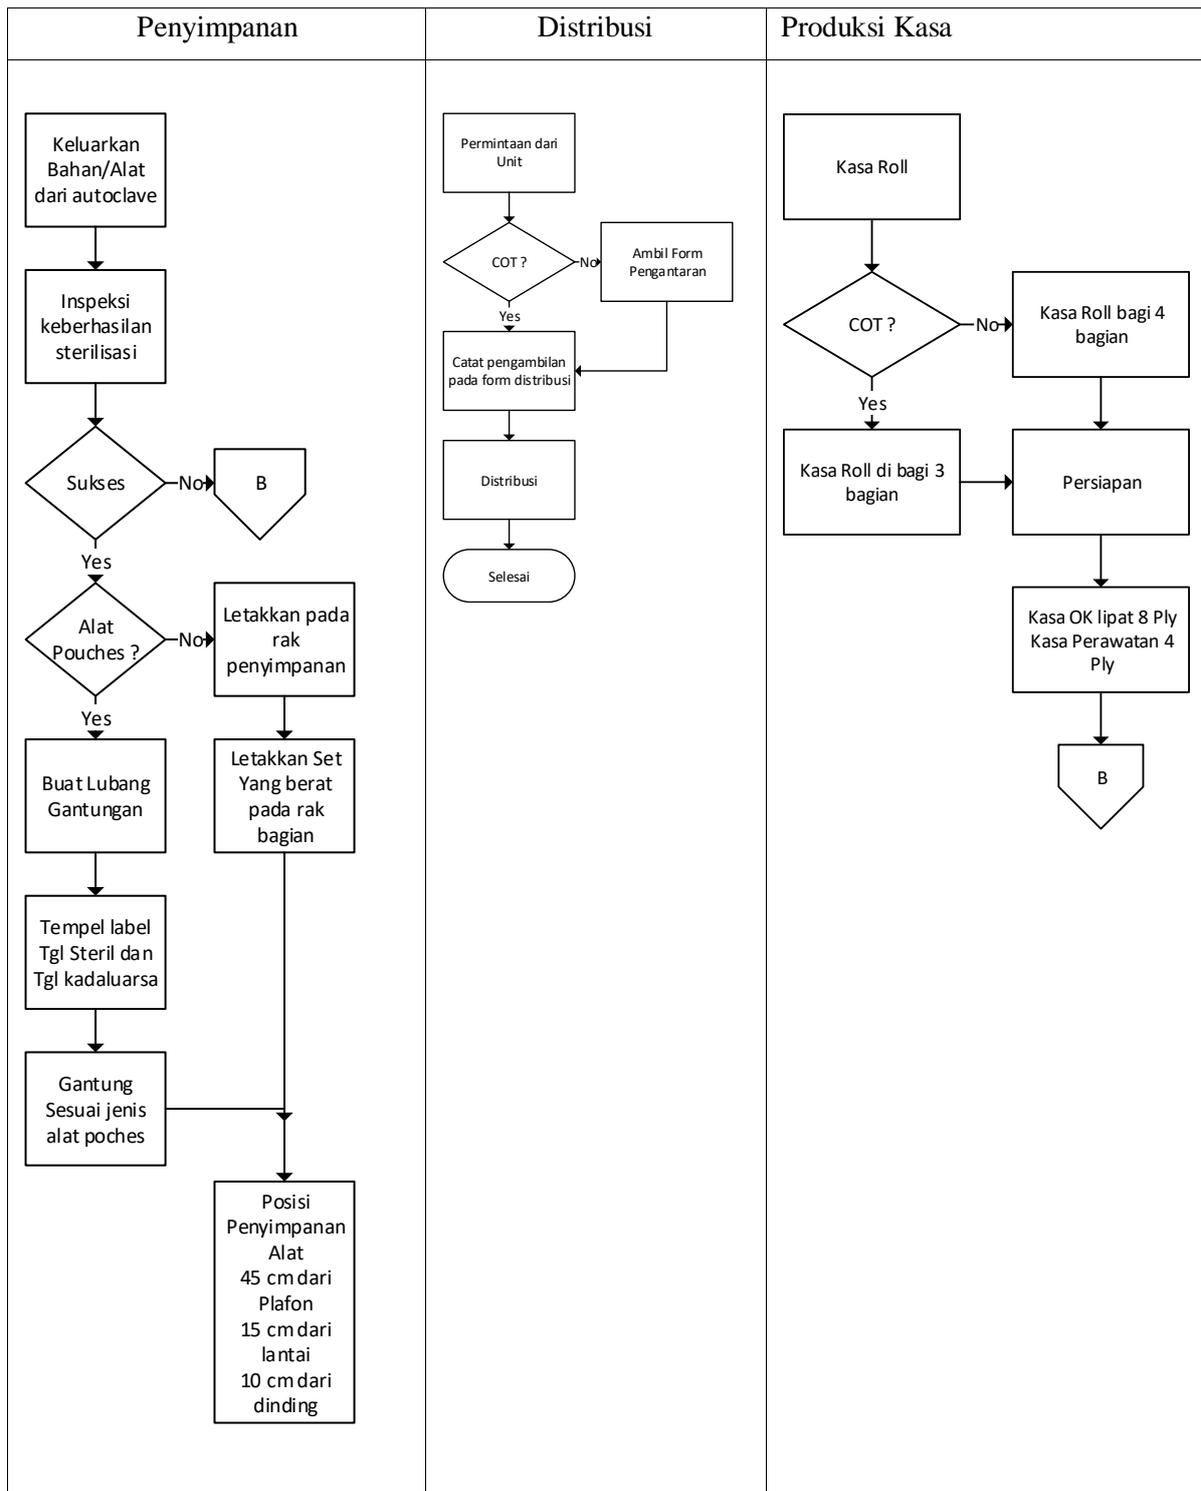 Penyimpanan
Distribusi
Produksi Kasa
Keluarkan
Bahan/Alat
dari autoclave
Inspeksi
keberhasilan
sterilisasi
Sukses
No
B
Yes
Alat
Pouches ?
No
Letakkan pada
rak
penyimpanan
Yes
Buat Lubang
Gantungan
Letakkan Set
Yang berat
pada rak
bagian
Tempel label
Tgl Steril dan
Tgl kadaluarsa
Gantung
Sesuai jenis
alat poches
Posisi
Penyimpanan
Alat
45 cm dari
Plafon
15 cm dari
lantai
10 cm dari
dinding
Permintaan dari
Unit
COT ?
No
Ambil Form
Pengantaran
Yes
Catat pengambilan
pada form distribusi
Distribusi
Selesai
Kasa Roll
COT ?
No
Kasa Roll bagi 4
bagian
Yes
Kasa Roll di bagi 3
bagian
Persiapan
Kasa OK lipat 8 Ply
Kasa Perawatan 4
Ply
B